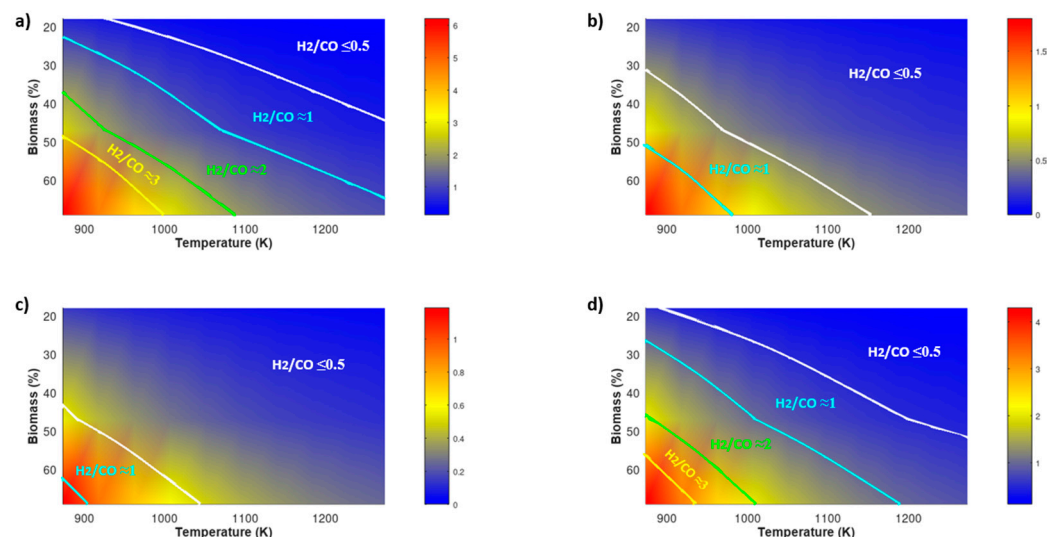 a)
H2/CO ≤0.5
H2/CO ≈1
H2/CO ≈2
H2/CO ≈3
Biomass (%)
20
30
40
50
60
900
1000
1100
1200
Temperature (K)
6
5
4
3
2
1
b)
H2/CO ≤0.5
H2/CO ≈1
Biomass (%)
20
30
40
50
60
900
1000
1100
1200
Temperature (K)
1.5
1
0.5
0
c)
H2/CO ≤0.5
H2/CO ≈1
Biomass (%)
20
30
40
50
60
900
1000
1100
1200
Temperature (K)
1
0.8
0.6
0.4
0.2
0
d)
H2/CO ≤0.5
H2/CO ≈1
H2/CO ≈2
H2/CO ≈3
Biomass (%)
20
30
40
50
60
900
1000
1100
1200
Temperature (K)
4
3
2
1